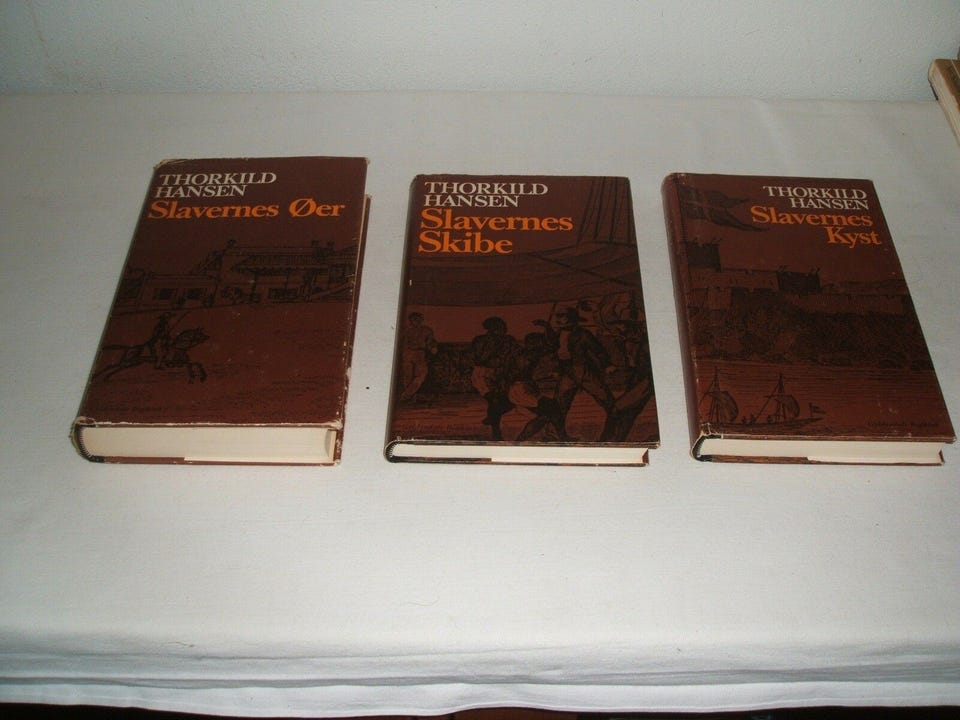 THORKILD
HANSEN
Slavernes Øer
THORKILD
HANSEN
Slavernes
Skibe
THORKILD
HANSEN
Slavernes
Kyst